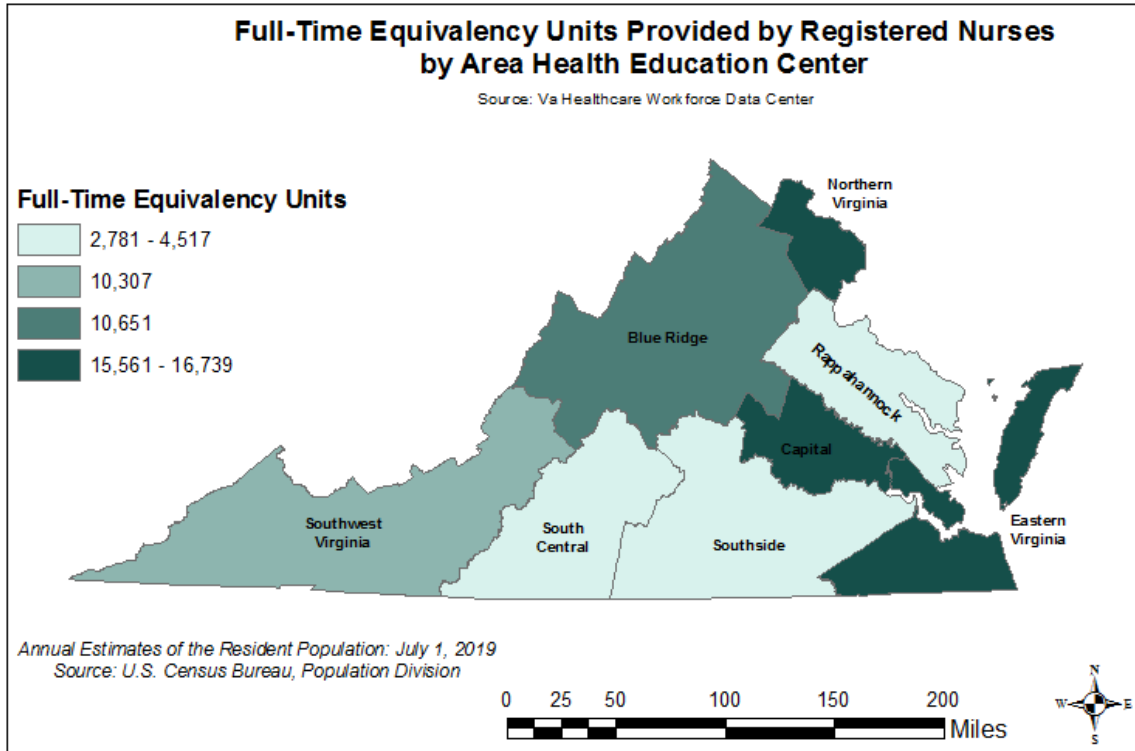 Full-Time Equivalency Units Provided by Registered Nurses
by Area Health Education Center
Source: Va Healthcare Workforce Data Center
Full-Time Equivalency Units
2,781 - 4,517
10,307
10,651
15,561 - 16,739
Northern
Virginia
Blue Ridge
Rappahannock
Capital
Southwest
Virginia
South
Central
Southside
Eastern
Virginia
Annual Estimates of the Resident Population: July 1, 2019
Source: U.S. Census Bureau, Population Division
0 25 50 100 150 200
Miles
N
W E
S